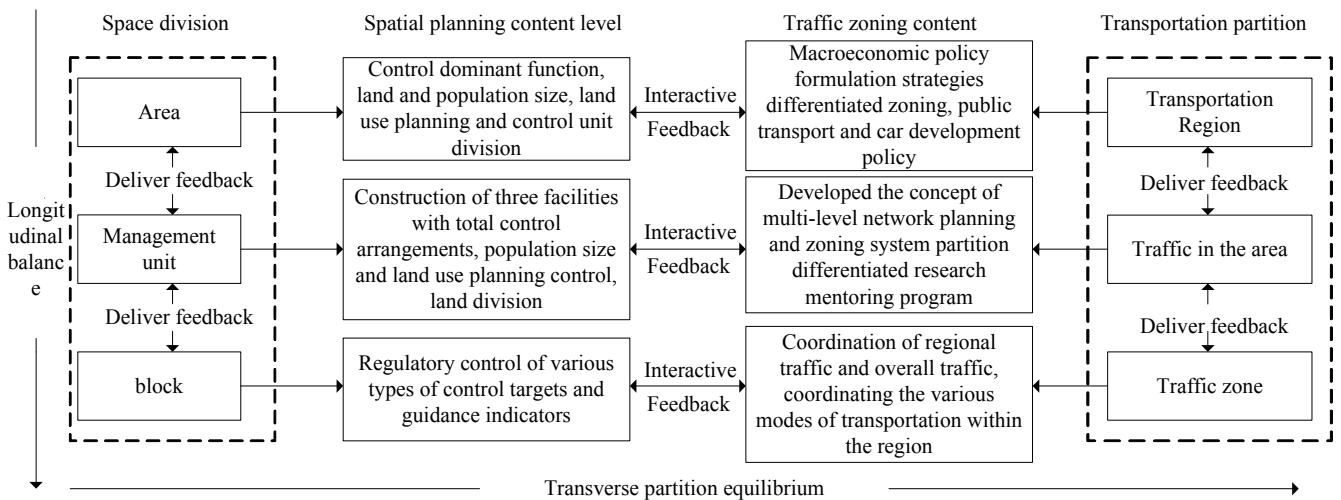 Space division
Spatial planning content level
Traffic zoning content
Transportation partition
Area
Control dominant function,
land and population size, land
use planning and control unit
division
Interactive
Feedback
Macroeconomic policy
formulation strategies
differentiated zoning, public
transport and car development
policy
Transportation
Region
Deliver feedback
Deliver feedback
Longit
udinal
balanc
e
Management
unit
Construction of three facilities
with total control
arrangements, population size
and land use planning control,
land division
Interactive
Feedback
Developed the concept of
multi-level network planning
and zoning system partition
differentiated research
mentoring program
Traffic in the area
Deliver feedback
Deliver feedback
block
Regulatory control of various
types of control targets and
guidance indicators
Interactive
Feedback
Coordination of regional
traffic and overall traffic,
coordinating the various
modes of transportation within
the region
Traffic zone
Transverse partition equilibrium